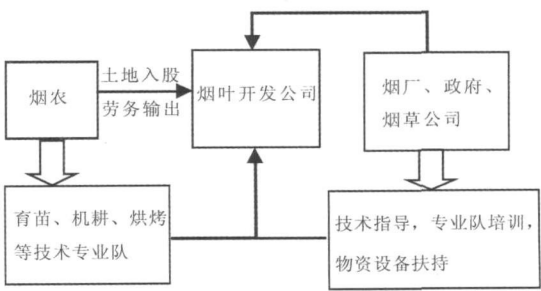 烟农
土地入股
劳务输出
烟叶开发公司
烟厂、政府、
烟草公司
育苗、机耕、烘烤
等技术专业队
技术指导，专业队培训，
物资设备扶持